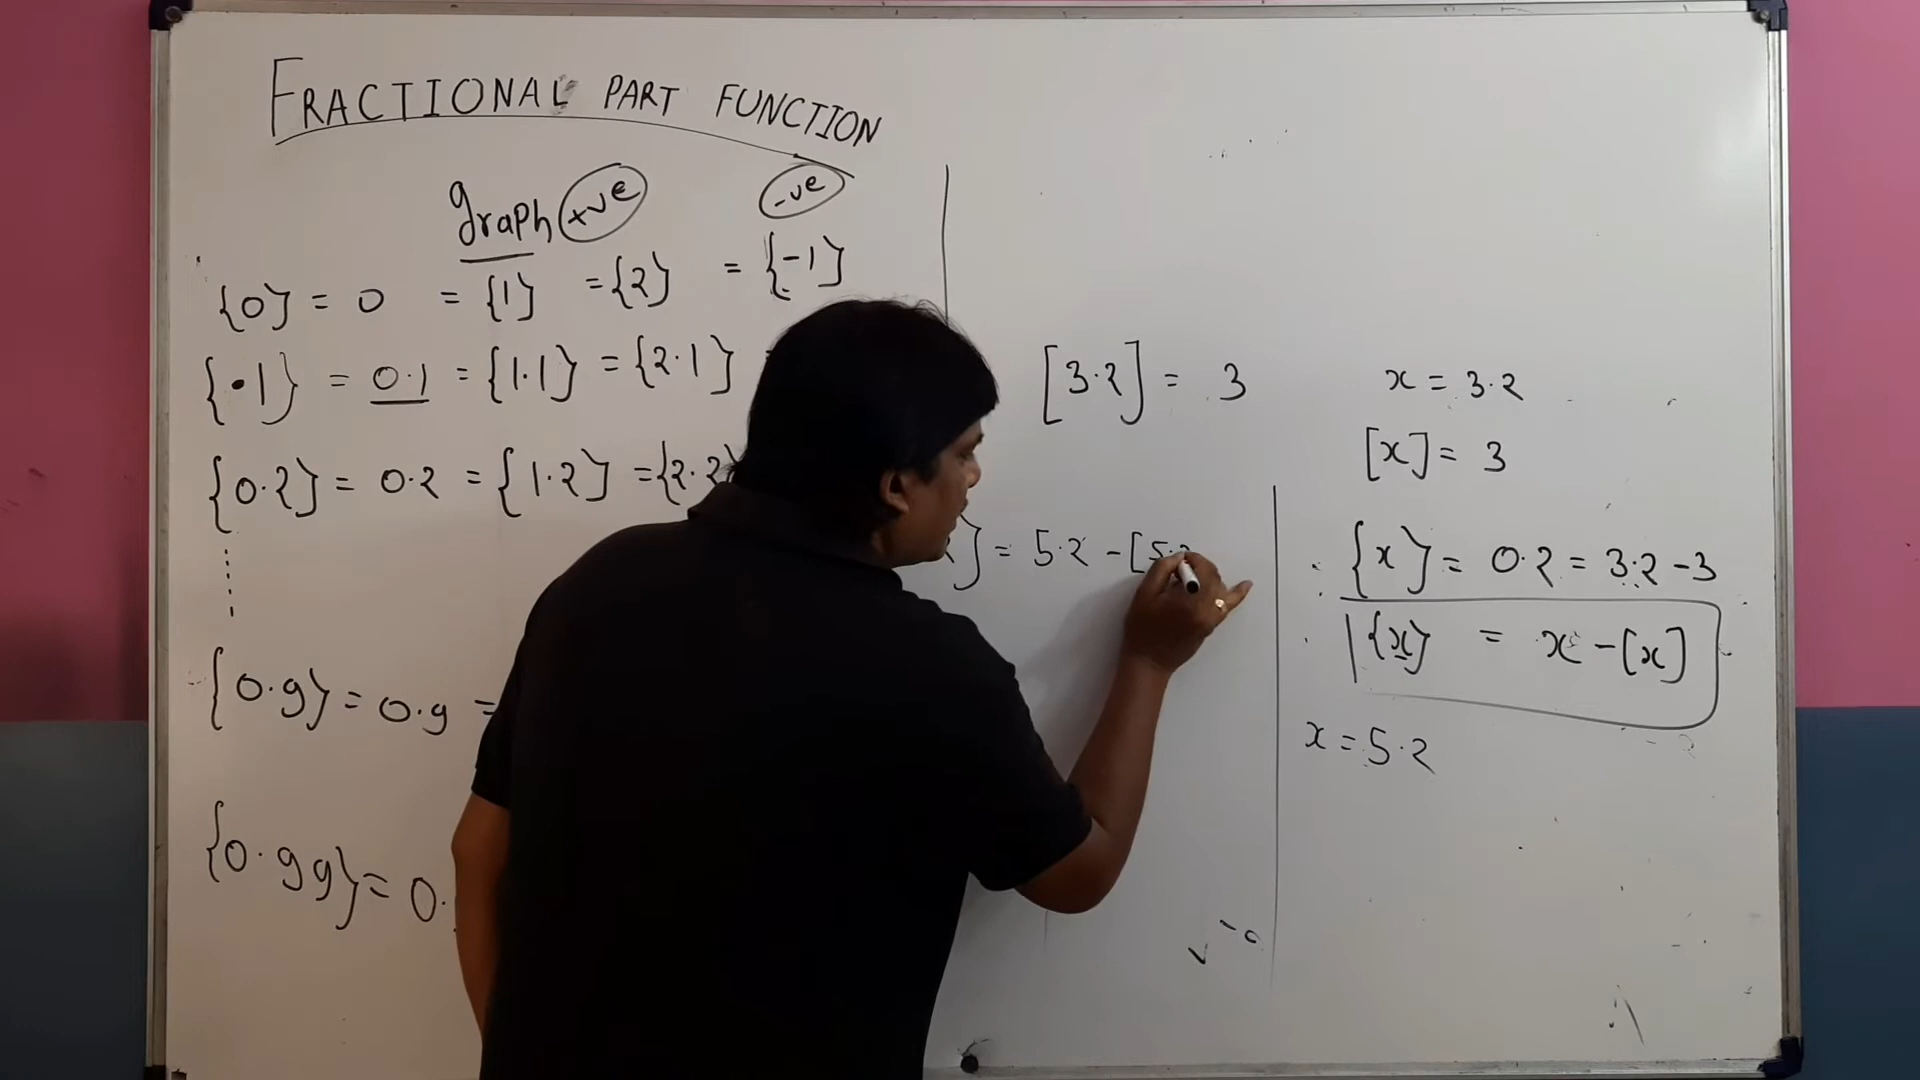 FRACTIONAL PART FUNCTION
graph +ve -ve
{0} = 0 = {1} = {2} = {-1}
{·1} = 0·1 = {1·1} = {2·1}
{0·2} = 0·2 = {1·2} = {2·2}
{0·9} = 0·9 =
{0·99} = 0·
[3·2] = 3
} = 5·2 - [5·2
x = 3·2
[x] = 3
{x} = 0·2 = 3·2 - 3
{x} = x - [x]
x = 5·2